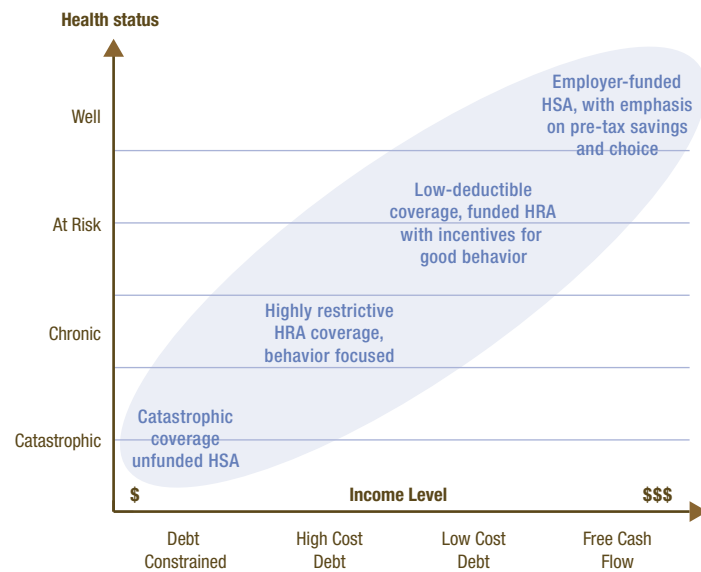 Health status
Well
Employer-funded
HSA, with emphasis
on pre-tax savings
and choice
At Risk
Low-deductible
coverage, funded HRA
with incentives for
good behavior
Chronic
Highly restrictive
HRA coverage,
behavior focused
Catastrophic
Catastrophic
coverage
unfunded HSA
$ Income Level $$$
Debt
Constrained
High Cost
Debt
Low Cost
Debt
Free Cash
Flow